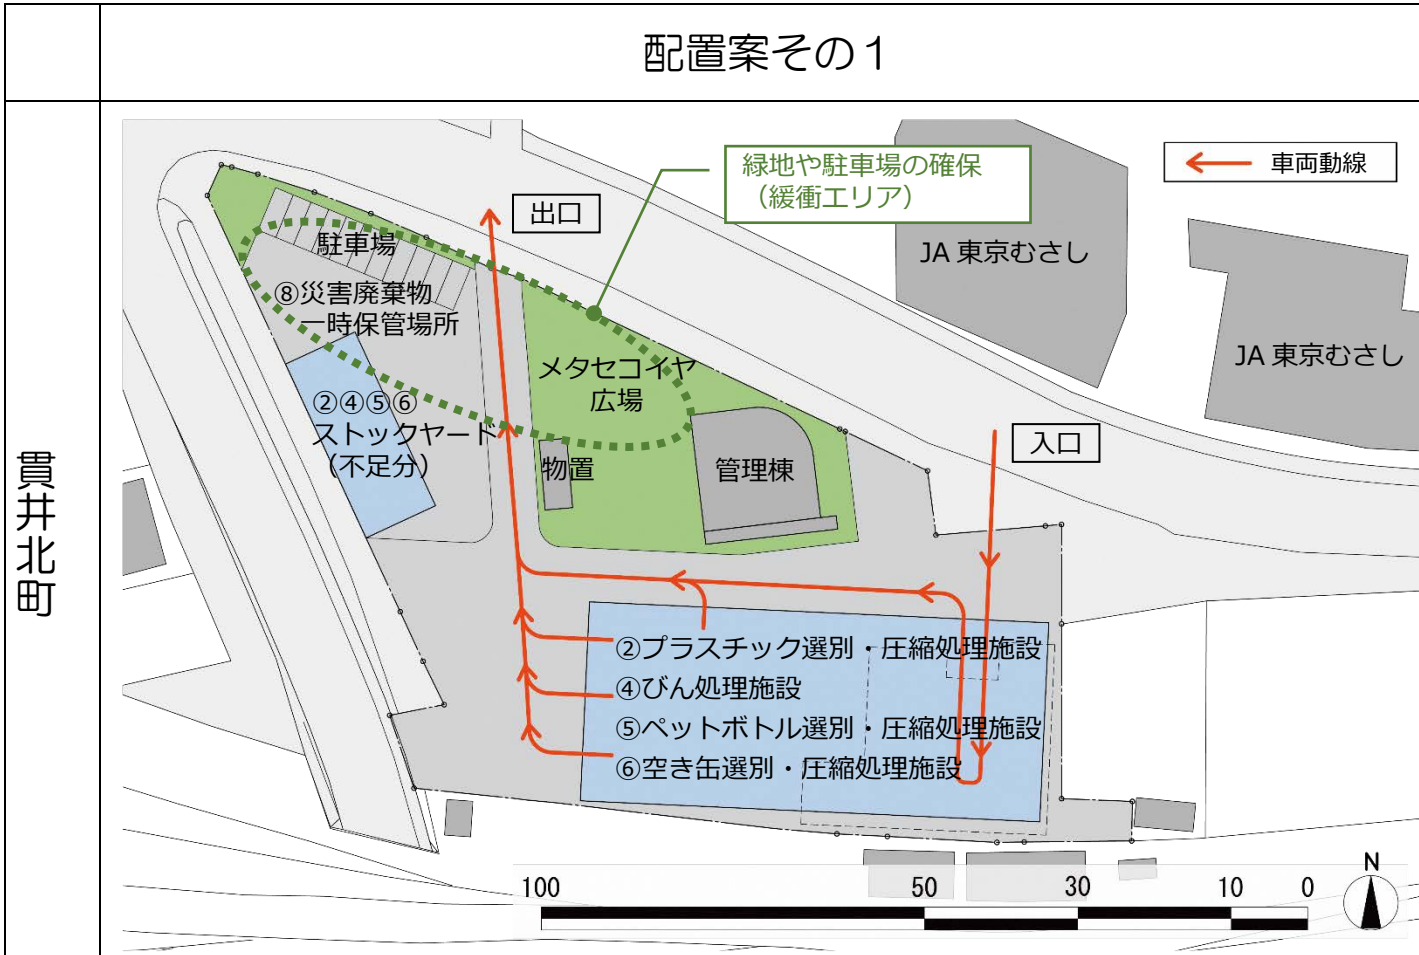 配置案その１
貫井北町
緑地や駐車場の確保
（緩衝エリア）
車両動線
出口
JA 東京むさし
JA 東京むさし
駐車場
⑧災害廃棄物
一時保管場所
メタセコイヤ
広場
②④⑤⑥
ストックヤード
（不足分）
物置
管理棟
入口
②プラスチック選別・圧縮処理施設
④びん処理施設
⑤ペットボトル選別・圧縮処理施設
⑥空き缶選別・圧縮処理施設
100 50 30 10 0
N